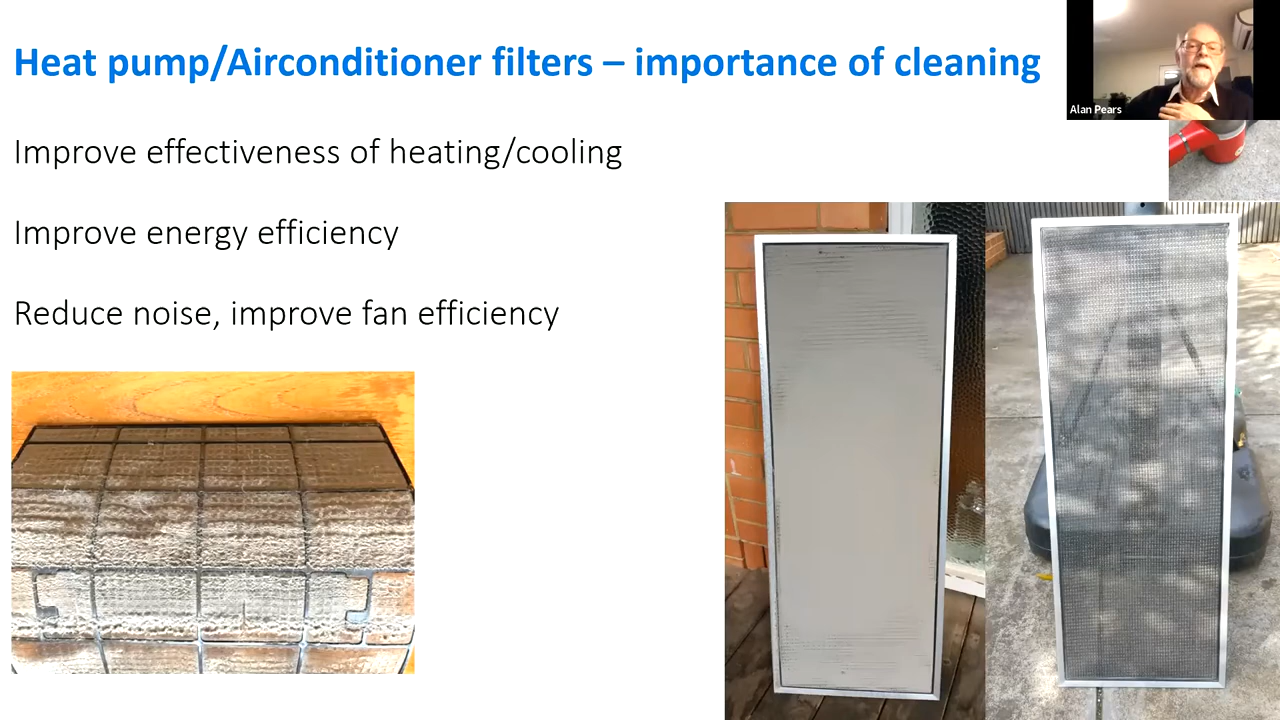 Heat pump/Airconditioner filters – importance of cleaning
Alan Pears
Improve effectiveness of heating/cooling
Improve energy efficiency
Reduce noise, improve fan efficiency